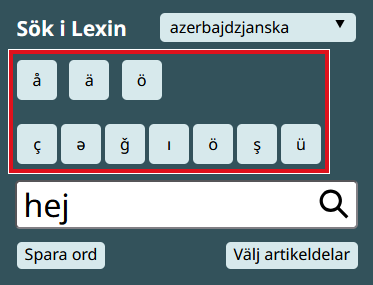 Sök i Lexin azerbajdzjanska
å ä ö
ç ə ğ ı ö ş ü
hej
Spara ord Välj artikeldelar